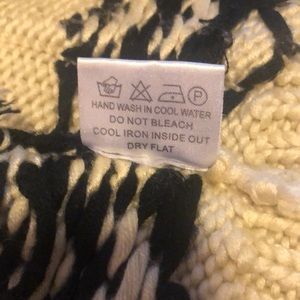 P
HAND WASH IN COOL WATER
DO NOT BLEACH
COOL IRON INSIDE OUT
DRY FLAT